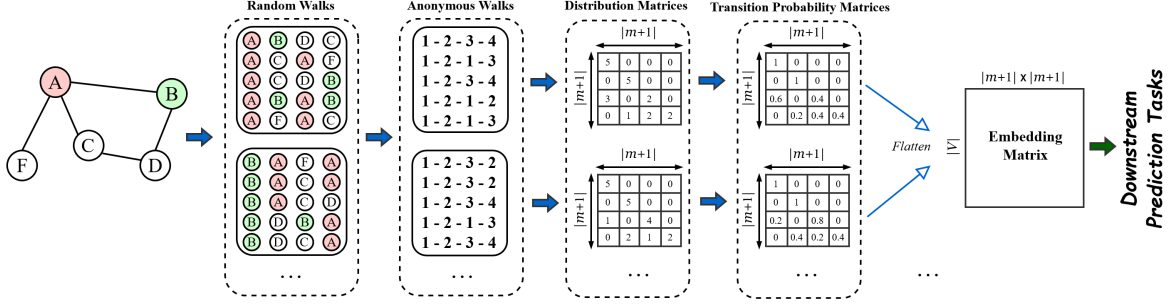 Random Walks
Anonymous Walks
Distribution Matrices
Transition Probability Matrices
A
B
F
C
D
A B D C
A C A F
A C D B
A B A B
A F A C
B A F A
B A C A
B A C D
B D B A
B D C A
...
1 - 2 - 3 - 4
1 - 2 - 1 - 3
1 - 2 - 3 - 4
1 - 2 - 1 - 2
1 - 2 - 1 - 3
1 - 2 - 3 - 2
1 - 2 - 3 - 2
1 - 2 - 3 - 4
1 - 2 - 1 - 3
1 - 2 - 3 - 4
...
|m+1|
|m+1|
5 0 0 0
0 5 0 0
3 0 2 0
0 1 2 2
|m+1|
|m+1|
5 0 0 0
0 5 0 0
1 0 4 0
0 2 1 2
...
|m+1|
|m+1|
1 0 0 0
0 1 0 0
0.6 0 0.4 0
0 0.2 0.4 0.4
|m+1|
|m+1|
1 0 0 0
0 1 0 0
0.2 0 0.8 0
0 0.4 0.2 0.4
...
Flatten
...
|m+1| x |m+1|
|V|
Embedding
Matrix
Downstream
Prediction Tasks